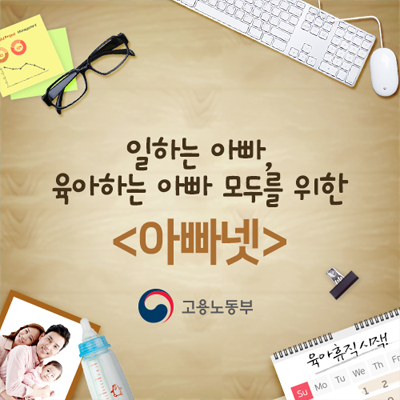 일하는 아빠,
육아하는 아빠 모두를 위한
<아빠넷>
고용노동부
육아휴직 시작!
Su Mo Tu We Th Fr
1 2